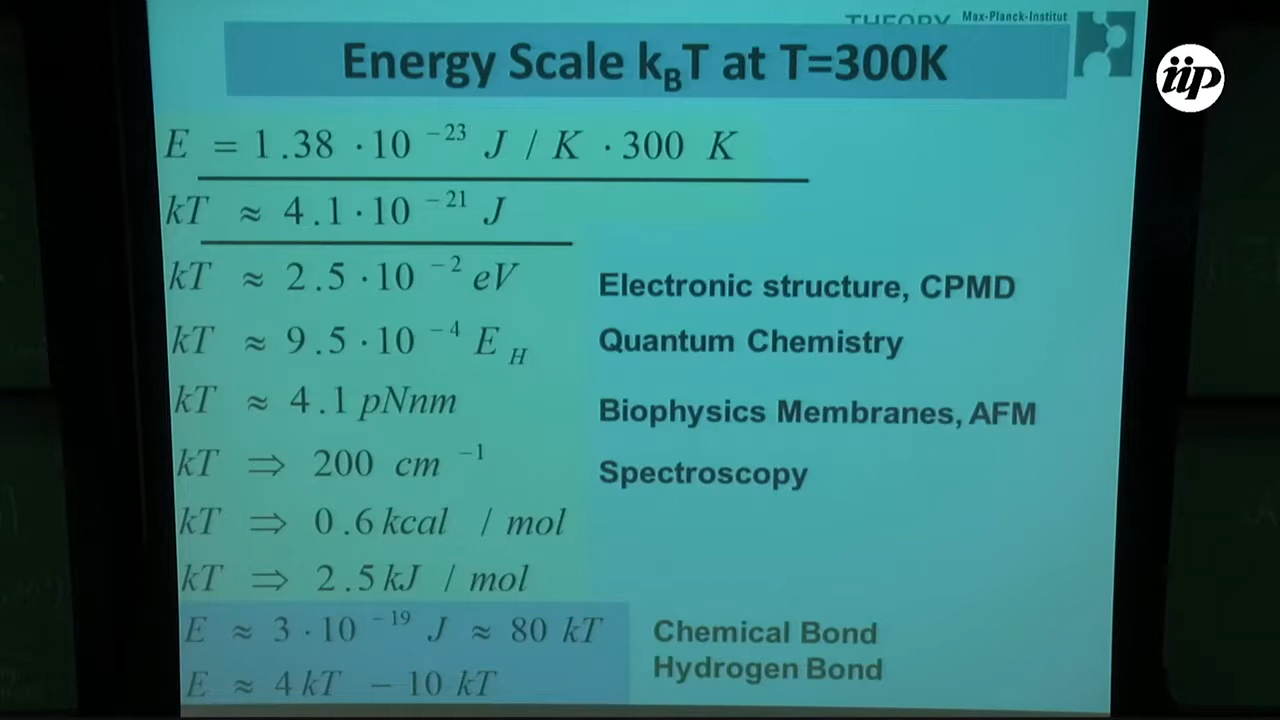 THEORY Max-Planck-Institut
iip
Energy Scale k_BT at T=300K
E = 1.38 · 10^-23 J / K · 300 K
kT ≈ 4.1 · 10^-21 J
kT ≈ 2.5 · 10^-2 eV Electronic structure, CPMD
kT ≈ 9.5 · 10^-4 E_H Quantum Chemistry
kT ≈ 4.1 pNnm Biophysics Membranes, AFM
kT ⇒ 200 cm^-1 Spectroscopy
kT ⇒ 0.6 kcal / mol
kT ⇒ 2.5 kJ / mol
E ≈ 3 · 10^-19 J ≈ 80 kT Chemical Bond
E ≈ 4 kT – 10 kT Hydrogen Bond